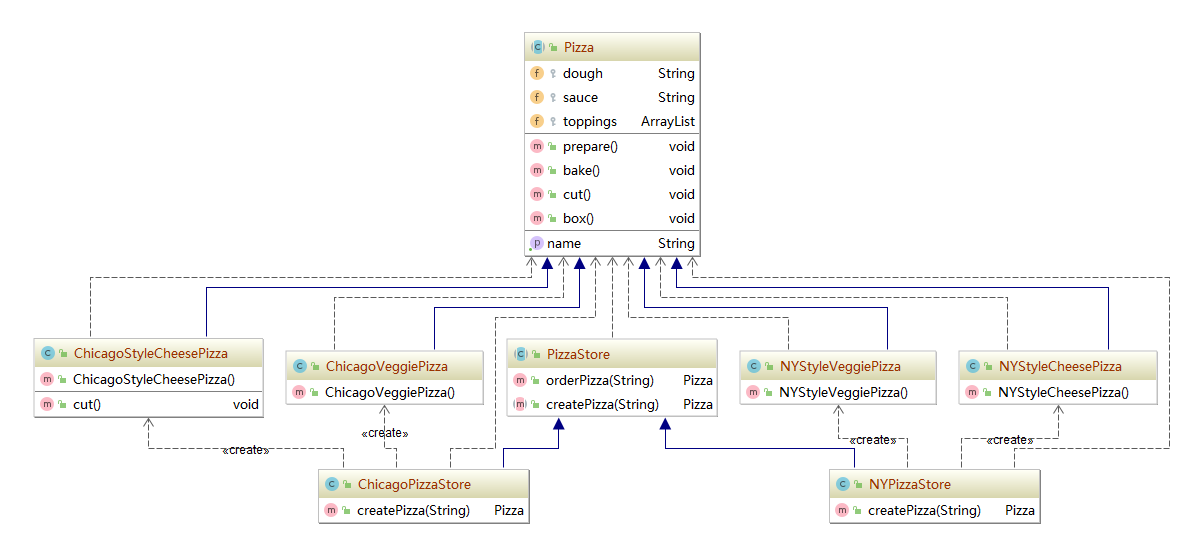 Pizza
dough String
sauce String
toppings ArrayList
prepare() void
bake() void
cut() void
box() void
name String
ChicagoStyleCheesePizza
ChicagoStyleCheesePizza()
cut() void
ChicagoVeggiePizza
ChicagoVeggiePizza()
PizzaStore
orderPizza(String) Pizza
createPizza(String) Pizza
NYStyleVeggiePizza
NYStyleVeggiePizza()
NYStyleCheesePizza
NYStyleCheesePizza()
«create»
«create»
«create»
«create»
ChicagoPizzaStore
createPizza(String) Pizza
NYPizzaStore
createPizza(String) Pizza